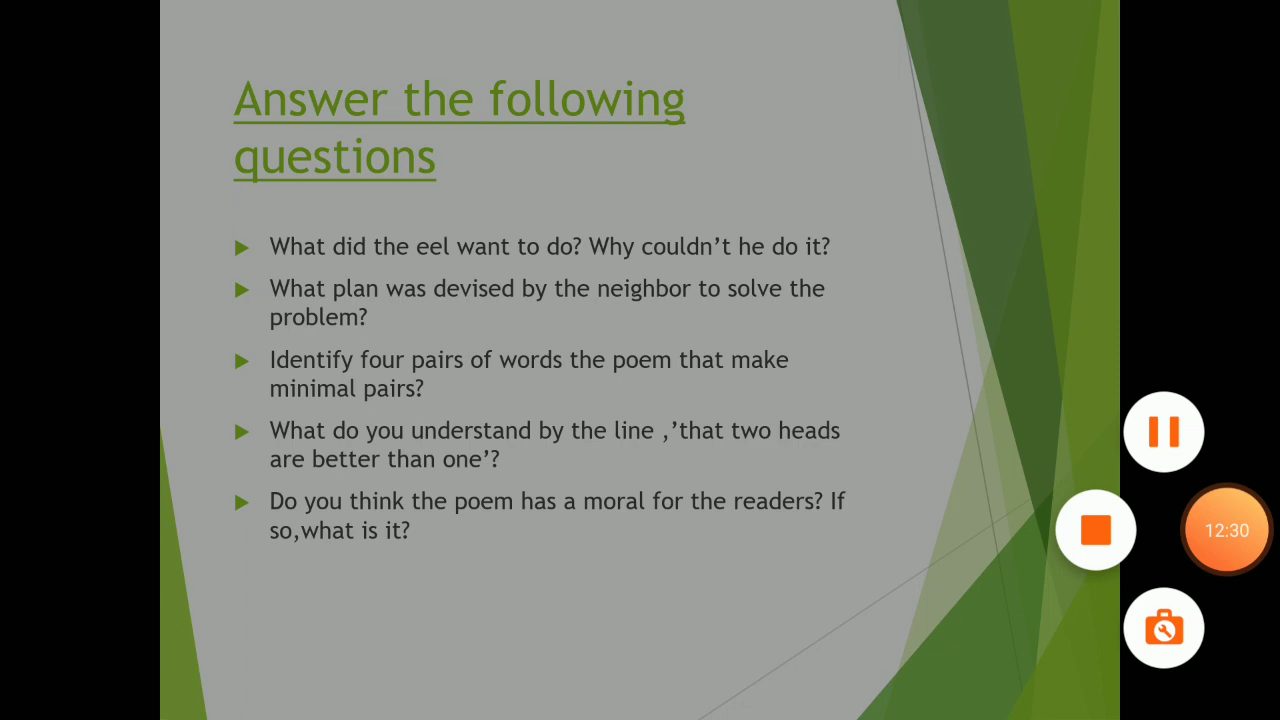 Answer the following
questions
What did the eel want to do? Why couldn’t he do it?
What plan was devised by the neighbor to solve the
problem?
Identify four pairs of words the poem that make
minimal pairs?
What do you understand by the line ,’that two heads
are better than one’?
Do you think the poem has a moral for the readers? If
so,what is it?
12:30